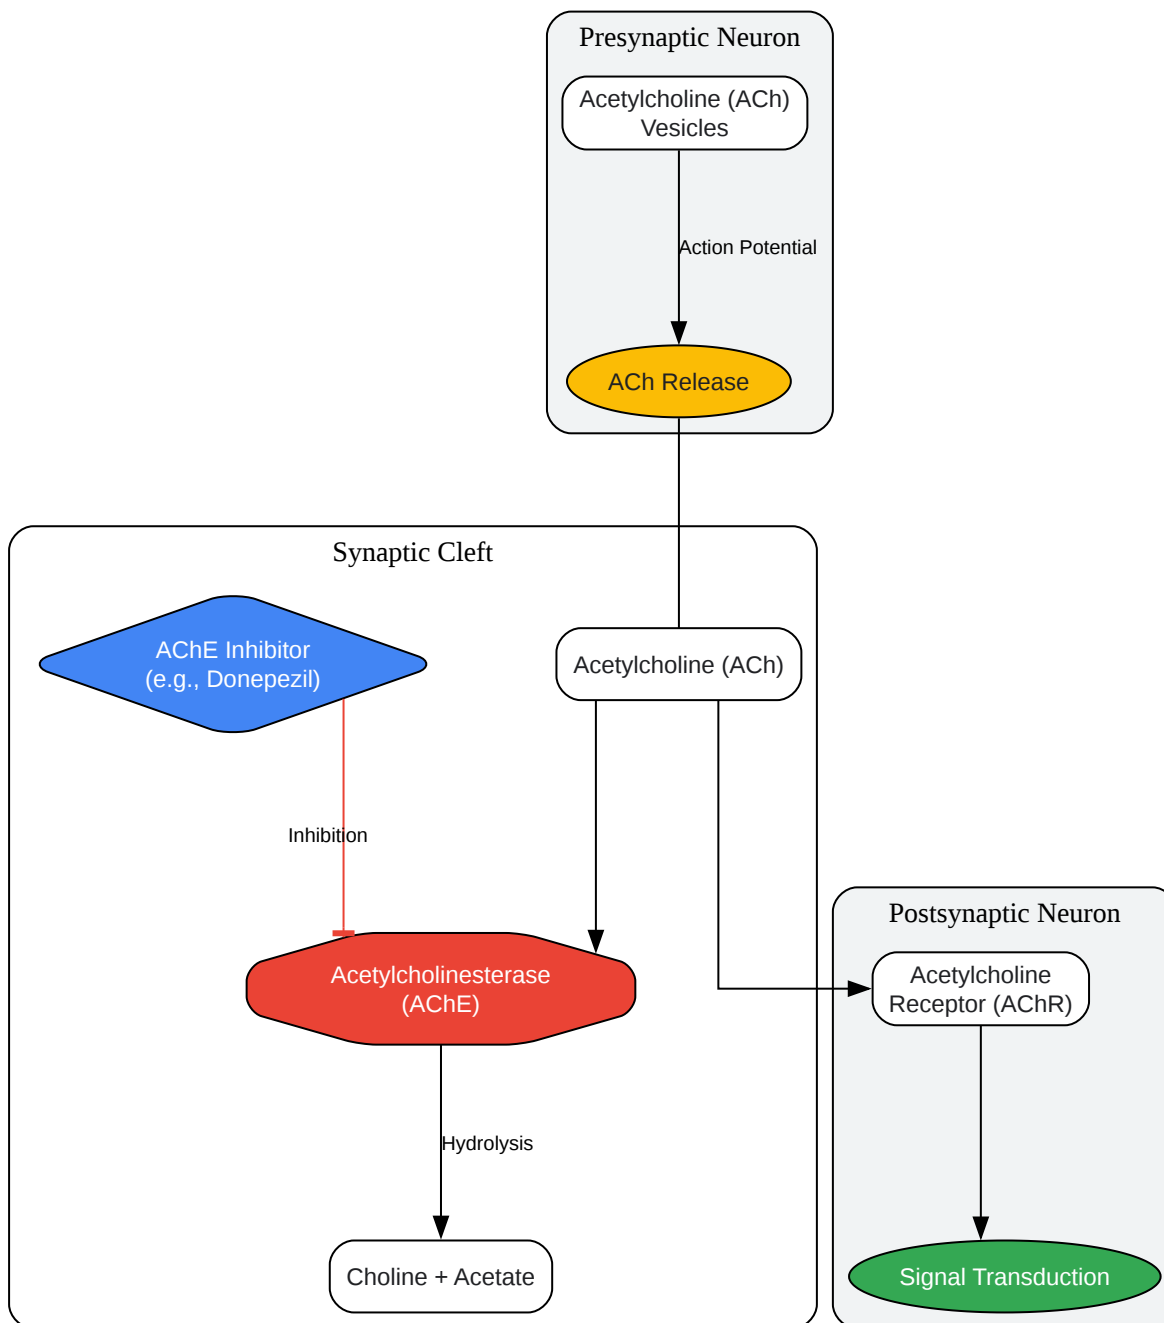 Presynaptic Neuron
Acetylcholine (ACh)
Vesicles
Action Potential
ACh Release
Synaptic Cleft
AChE Inhibitor
(e.g., Donepezil)
Acetylcholine (ACh)
Inhibition
Postsynaptic Neuron
Acetylcholinesterase
(AChE)
Acetylcholine
Receptor (AChR)
Hydrolysis
Choline + Acetate
Signal Transduction